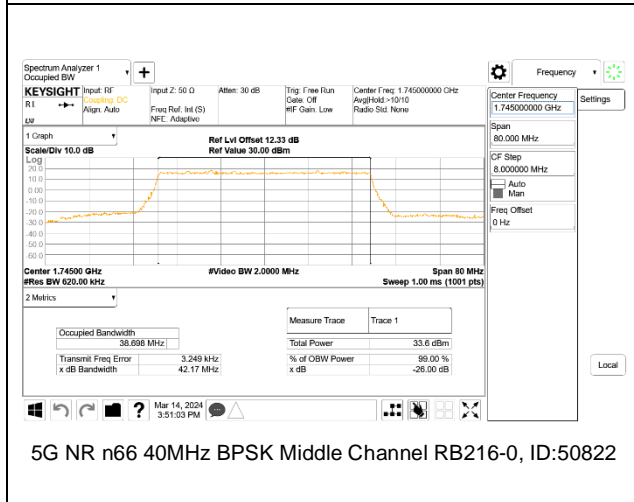 Spectrum Analyzer 1
Occupied BW
Frequency
KEYSIGHT
Input: RF
Coupling: DC
Align: Auto
Input Z: 50 Ω
Freq Ref: Int (S)
NFE: Adaptive
Atten: 30 dB
Trig: Free Run
Gate: Off
#IF Gain: Low
Center Freq: 1.745000000 GHz
Avg|Hold:>10/10
Radio Std: None
Center Frequency
1.745000000 GHz
Settings
Span
80.000 MHz
CF Step
8.000000 MHz
Auto
Man
Freq Offset
0 Hz
1 Graph
Ref Lvl Offset 12.33 dB
Scale/Div 10.0 dB
Ref Value 30.00 dBm
Log
20.0
10.0
0.00
-10.0
-20.0
-30.0
-40.0
-50.0
-60.0
Center 1.74500 GHz
#Video BW 2.0000 MHz
Span 80 MHz
#Res BW 620.00 kHz
Sweep 1.00 ms (1001 pts)
2 Metrics
Measure Trace
Trace 1
Occupied Bandwidth
38.698 MHz
Total Power
33.6 dBm
Transmit Freq Error
3.249 kHz
% of OBW Power
99.00 %
x dB Bandwidth
42.17 MHz
x dB
-26.00 dB
Local
?
Mar 14, 2024
3:51:03 PM
5G NR n66 40MHz BPSK Middle Channel RB216-0, ID:50822